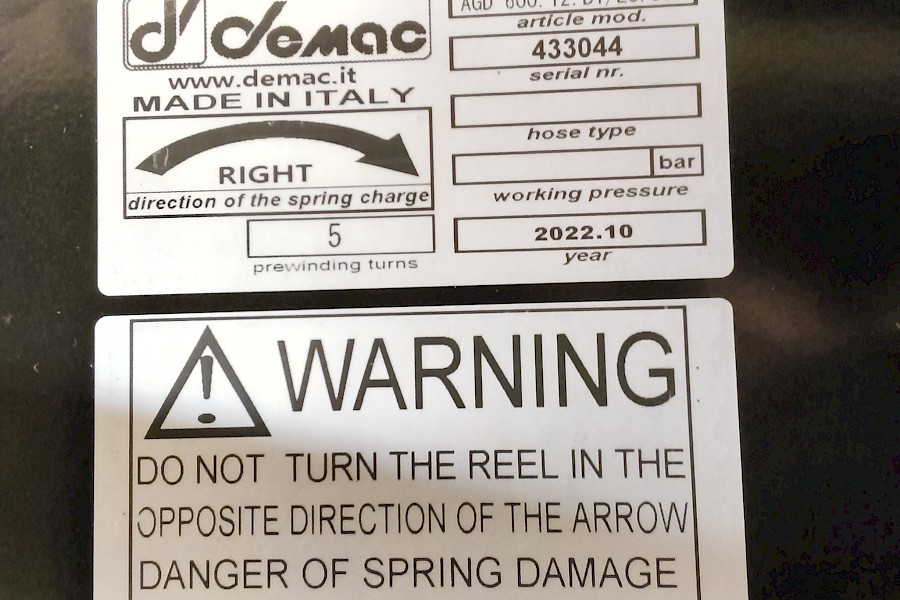 demac
www.demac.it
MADE IN ITALY
RIGHT
direction of the spring charge
5
prewinding turns
AGD 600.
article mod.
433044
serial nr.
hose type
bar
working pressure
2022.10
year
WARNING
DO NOT TURN THE REEL IN THE
OPPOSITE DIRECTION OF THE ARROW
DANGER OF SPRING DAMAGE